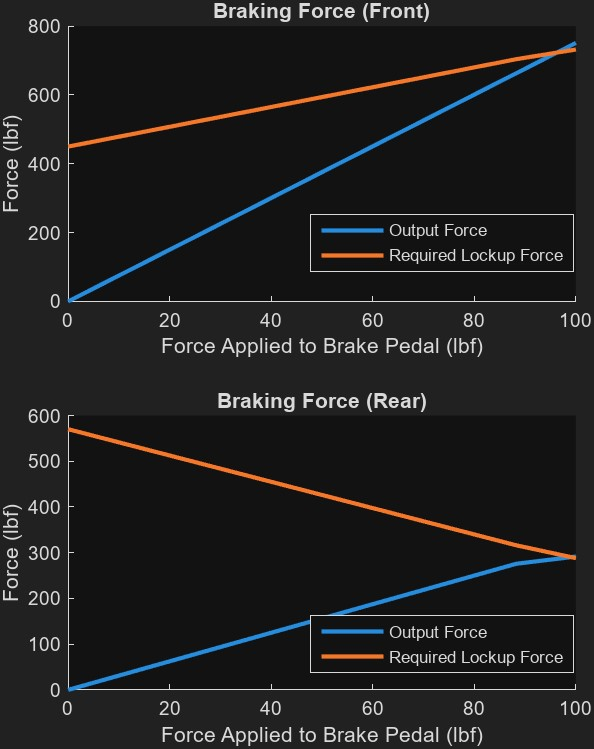 Braking Force (Front)
800
600
400
200
0
Force (lbf)
Output Force
Required Lockup Force
0 20 40 60 80 100
Force Applied to Brake Pedal (lbf)
Braking Force (Rear)
600
500
400
300
200
100
0
Force (lbf)
Output Force
Required Lockup Force
0 20 40 60 80 100
Force Applied to Brake Pedal (lbf)